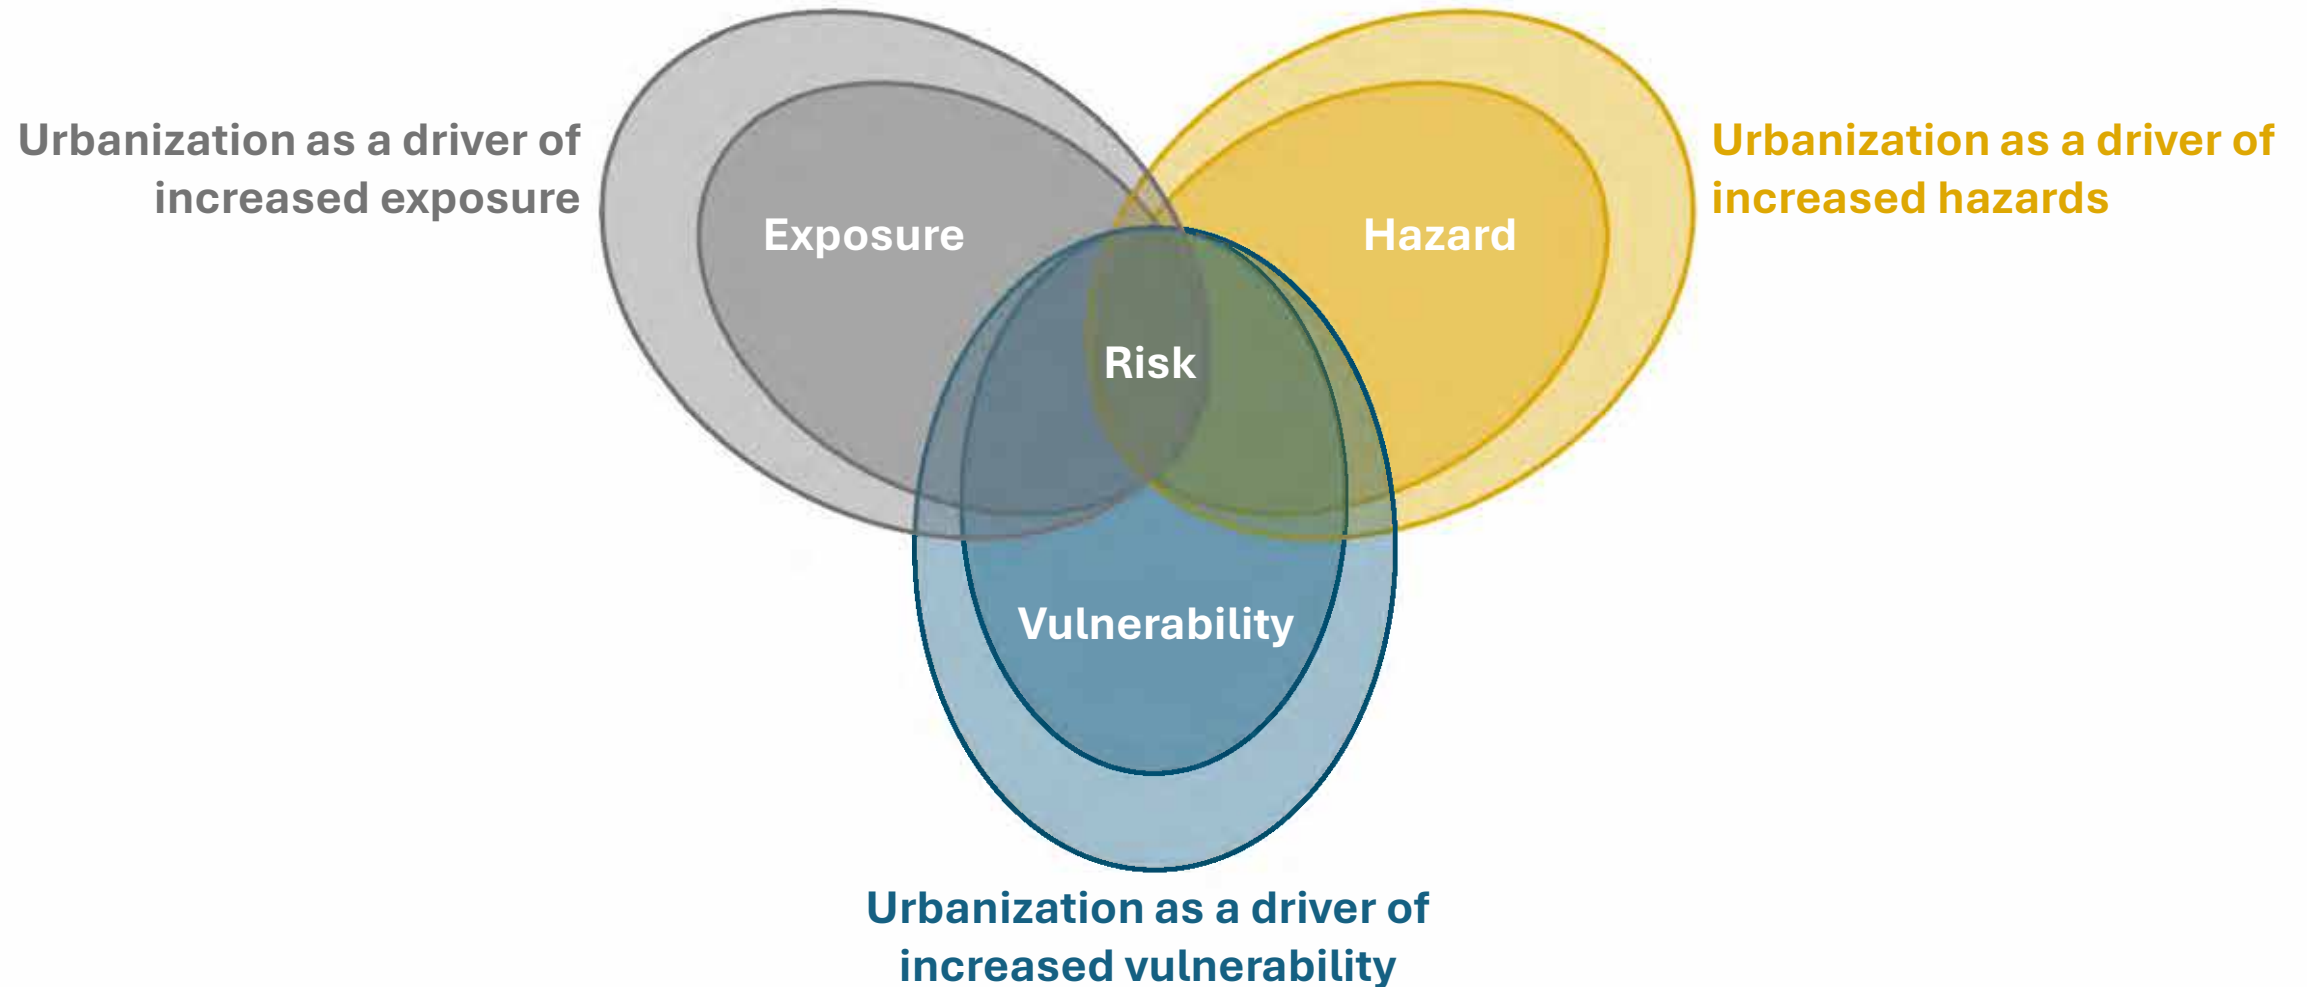 Urbanization as a driver of
increased exposure
Urbanization as a driver of
increased hazards
Exposure
Hazard
Risk
Vulnerability
Urbanization as a driver of
increased vulnerability